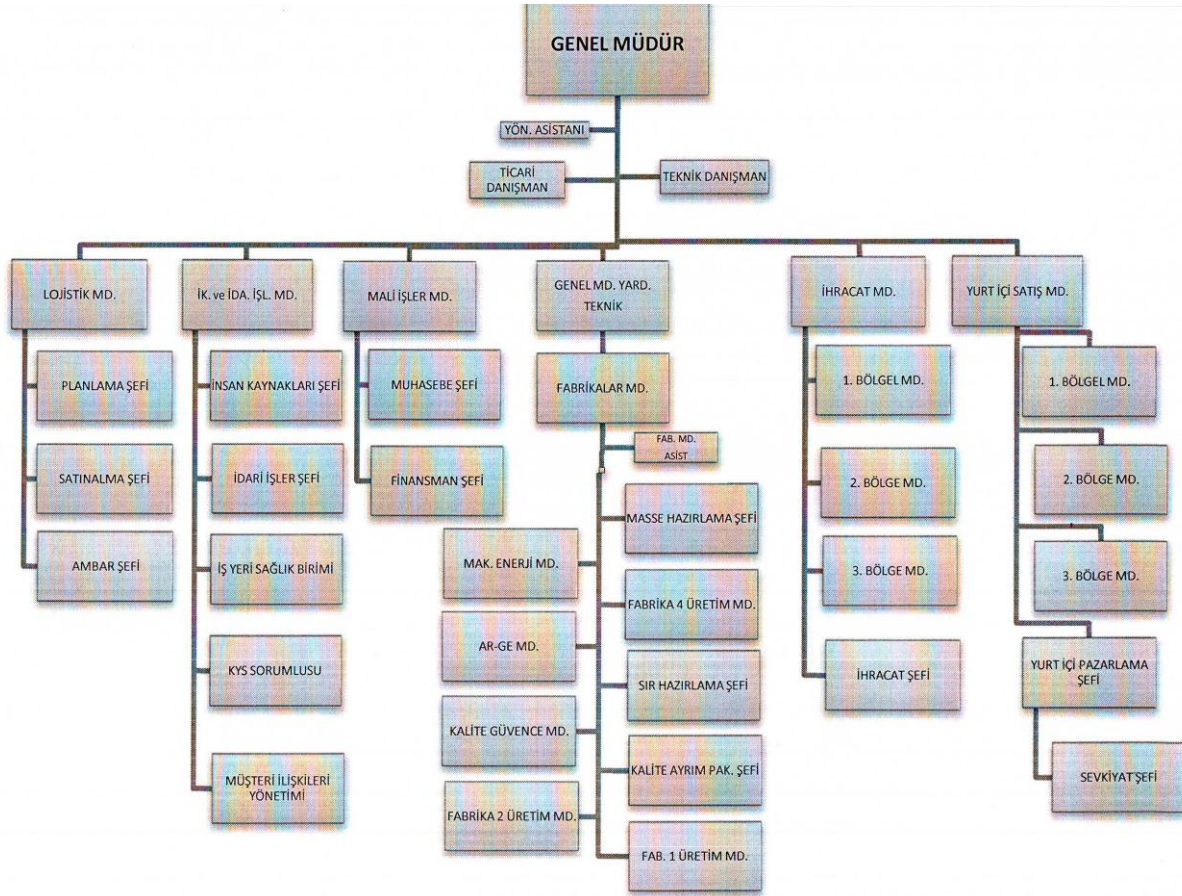 GENEL MÜDÜR
YÖN. ASİSTANI
TİCARİ
DANIŞMAN
TEKNİK DANIŞMAN
LOJİSTİK MD.
İK. ve İDA. İŞL. MD.
MALİ İŞLER MD.
GENEL MD. YARD.
TEKNİK
İHRACAT MD.
YURT İÇİ SATIŞ MD.
PLANLAMA ŞEFİ
SATINALMA ŞEFİ
AMBAR ŞEFİ
İNSAN KAYNAKLARI ŞEFİ
İDARİ İŞLER ŞEFİ
İŞ YERİ SAĞLIK BİRİMİ
KYS SORUMLUSU
MÜŞTERİ İLİŞKİLERİ
YÖNETİMİ
MUHASEBE ŞEFİ
FİNANSMAN ŞEFİ
FABRİKALAR MD.
FAB. MD.
ASİST
MASSE HAZIRLAMA ŞEFİ
MAK. ENERJİ MD.
FABRİKA 4 ÜRETİM MD.
AR-GE MD.
SIR HAZIRLAMA ŞEFİ
KALİTE GÜVENCE MD.
KALİTE AYRIM PAK. ŞEFİ
FABRİKA 2 ÜRETİM MD.
FAB. 1 ÜRETİM MD.
1. BÖLGEL MD.
2. BÖLGE MD.
3. BÖLGE MD.
İHRACAT ŞEFİ
1. BÖLGEL MD.
2. BÖLGE MD.
3. BÖLGE MD.
YURT İÇİ PAZARLAMA
ŞEFİ
SEVKİYAT ŞEFİ